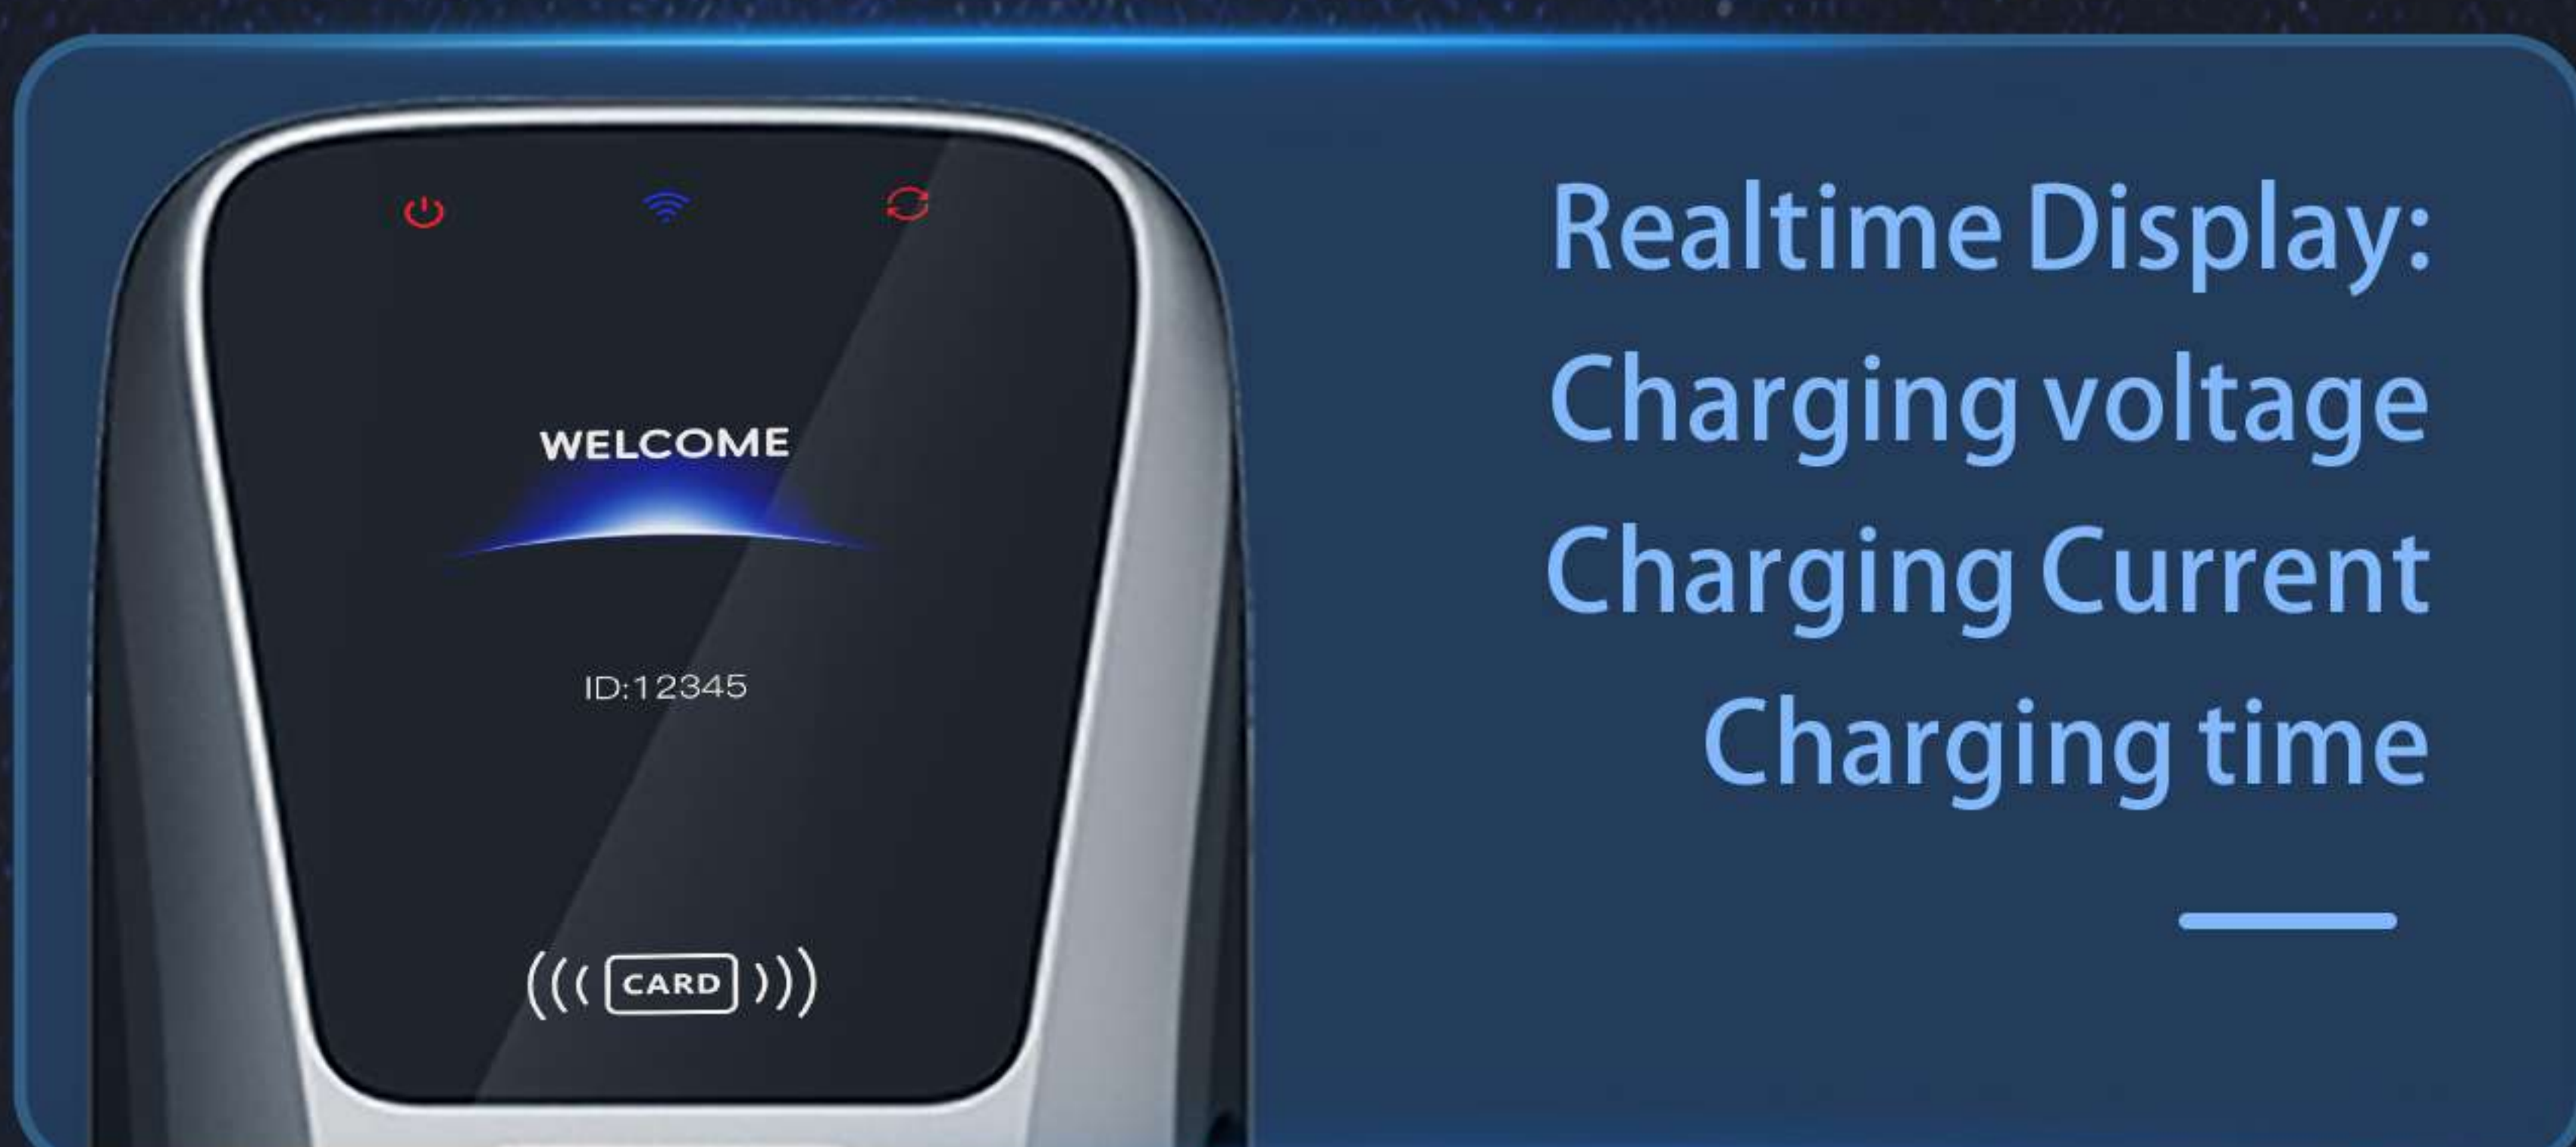 WELCOME
ID:12345
CARD
Realtime Display:
Charging voltage
Charging Current
Charging time